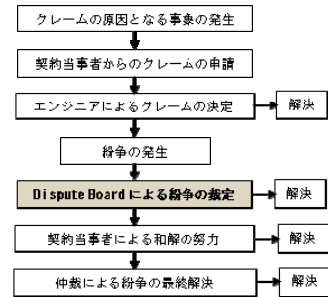 クレームの原因となる事象の発生
契約当事者からのクレームの申請
エンジニアによるクレームの決定
解決
紛争の発生
Dispute Boardによる紛争の裁定
解決
契約当事者による和解の努力
解決
仲裁による紛争の最終解決
解決